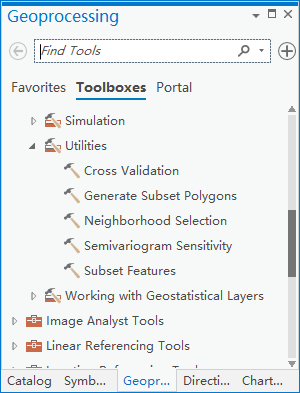 Geoprocessing
Find Tools
Favorites Toolboxes Portal
Simulation
Utilities
Cross Validation
Generate Subset Polygons
Neighborhood Selection
Semivariogram Sensitivity
Subset Features
Working with Geostatistical Layers
Image Analyst Tools
Linear Referencing Tools
Catalog Symb... Geopr... Directi... Chart...